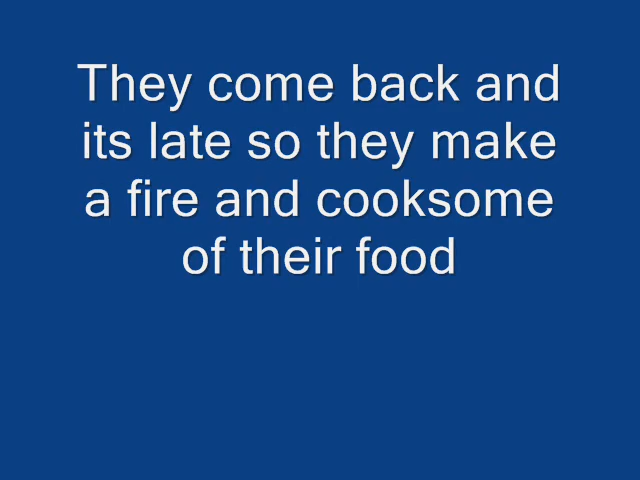 They come back and
its late so they make
a fire and cooksome
of their food